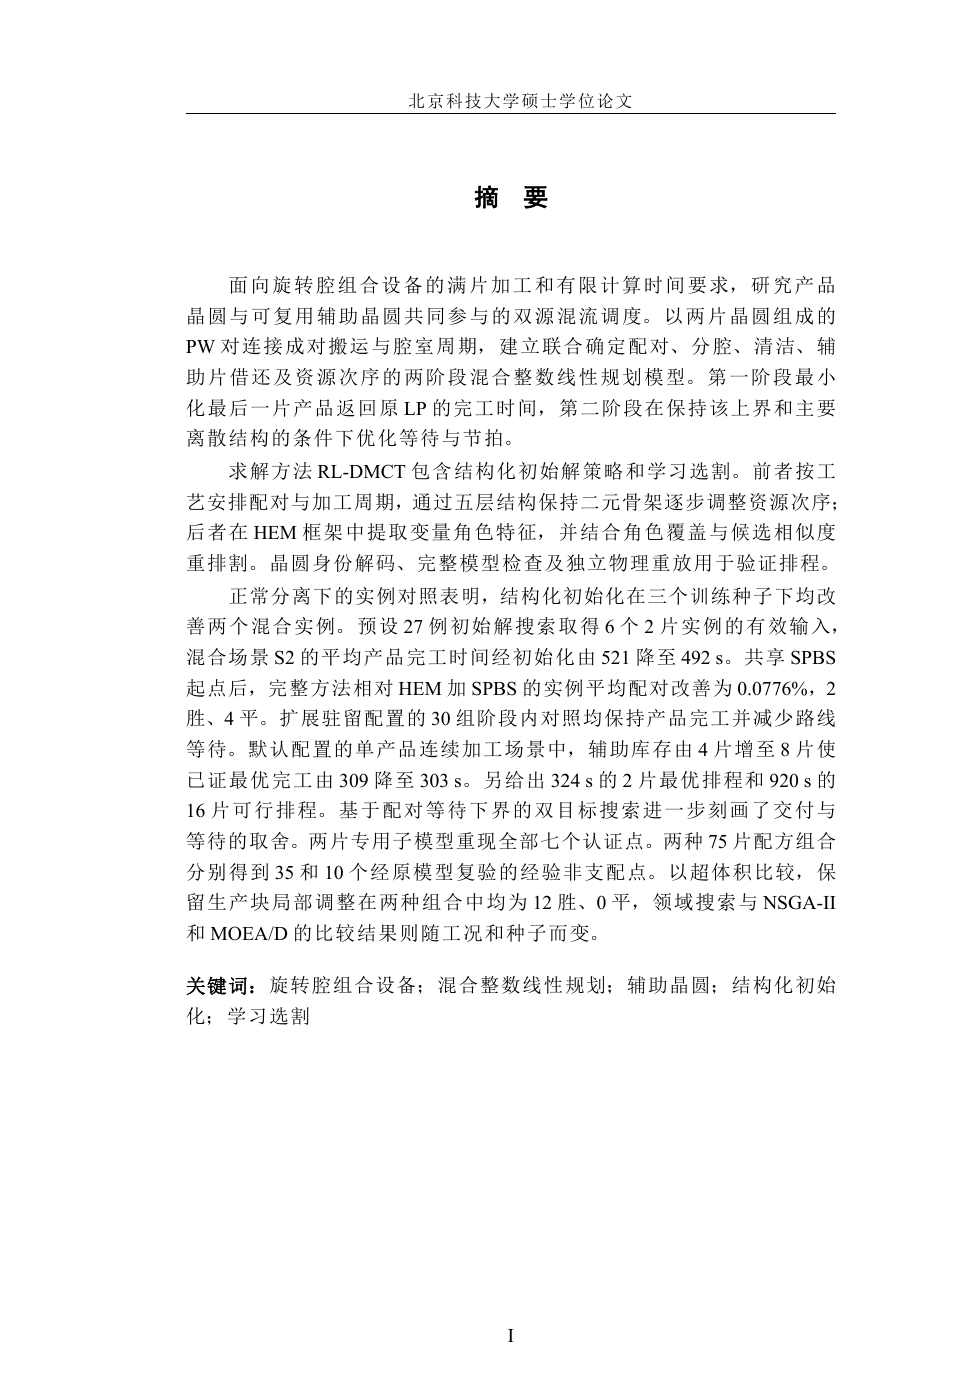 北京科技大学硕士学位论文
摘 要
面向旋转腔组合设备的满片加工和有限计算时间要求，研究产品
晶圆与可复用辅助晶圆共同参与的双源混流调度。以两片晶圆组成的
PW 对连接成对搬运与腔室周期，建立联合确定配对、分腔、清洁、辅
助片借还及资源次序的两阶段混合整数线性规划模型。第一阶段最小
化最后一片产品返回原 LP 的完工时间，第二阶段在保持该上界和主要
离散结构的条件下优化等待与节拍。
求解方法 RL-DMCT 包含结构化初始解策略和学习选割。前者按工
艺安排配对与加工周期，通过五层结构保持二元骨架逐步调整资源次序；
后者在 HEM 框架中提取变量角色特征，并结合角色覆盖与候选相似度
重排割。晶圆身份解码、完整模型检查及独立物理重放用于验证排程。
正常分离下的实例对照表明，结构化初始化在三个训练种子下均改
善两个混合实例。预设 27 例初始解搜索取得 6 个 2 片实例的有效输入，
混合场景 S2 的平均产品完工时间经初始化由 521 降至 492 s。共享 SPBS
起点后，完整方法相对 HEM 加 SPBS 的实例平均配对改善为 0.0776%，2
胜、4 平。扩展驻留配置的 30 组阶段内对照均保持产品完工并减少路线
等待。默认配置的单产品连续加工场景中，辅助库存由 4 片增至 8 片使
已证最优完工由 309 降至 303 s。另给出 324 s 的 2 片最优排程和 920 s 的
16 片可行排程。基于配对等待下界的双目标搜索进一步刻画了交付与
等待的取舍。两片专用子模型重现全部七个认证点。两种 75 片配方组合
分别得到 35 和 10 个经原模型复验的经验非支配点。以超体积比较，保
留生产块局部调整在两种组合中均为 12 胜、0 平，领域搜索与 NSGA-II
和 MOEA/D 的比较结果则随工况和种子而变。
关键词：旋转腔组合设备；混合整数线性规划；辅助晶圆；结构化初始
化；学习选割
I